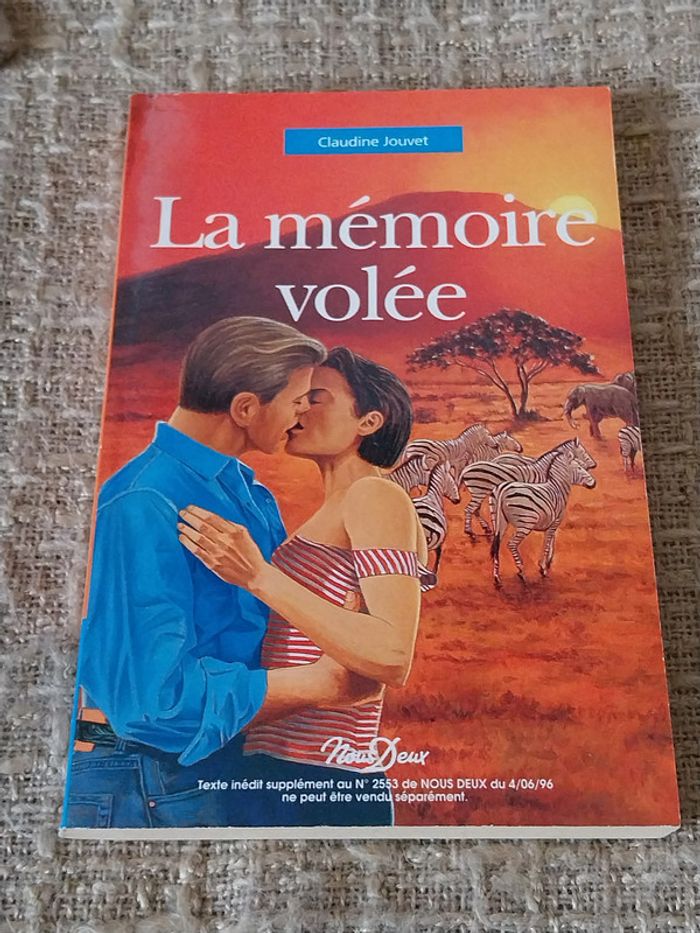 Claudine Jouvet
La mémoire
volée
Nous Deux
Texte inédit supplément au N° 2553 de NOUS DEUX du 4/06/96
ne peut être vendu séparément.